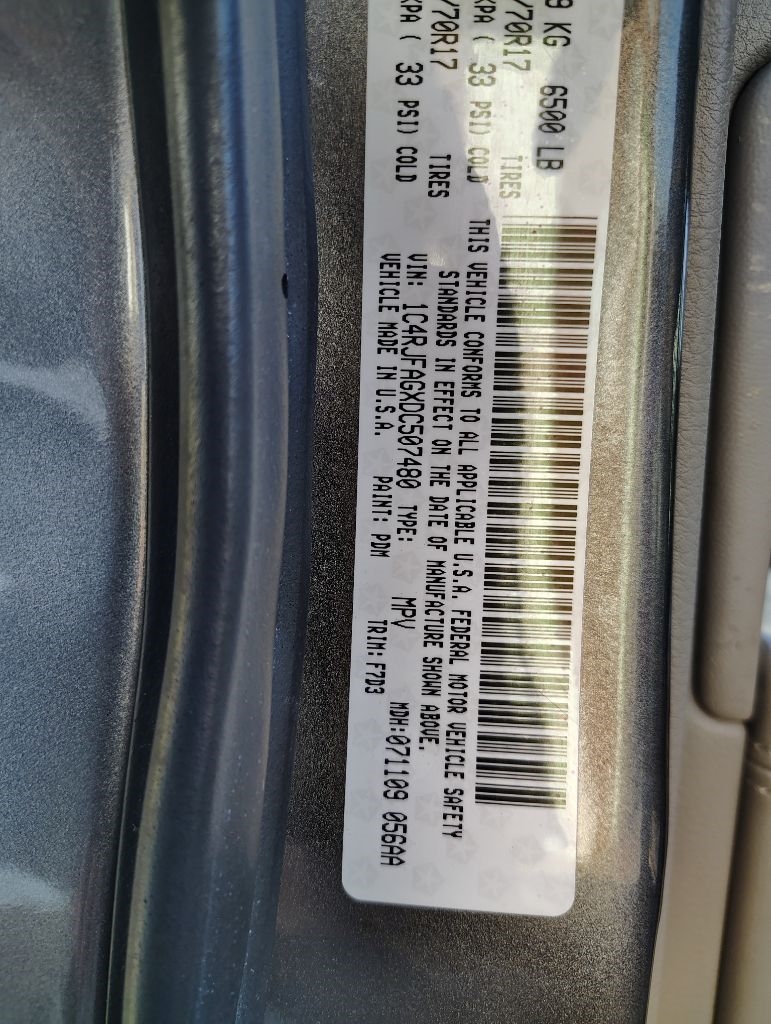 9 KG 6500 LB
/70R17 TIRES
KPA ( 33 PSI) COLD
/70R17 TIRES
KPA ( 33 PSI) COLD
THIS VEHICLE CONFORMS TO ALL APPLICABLE U.S.A. FEDERAL MOTOR VEHICLE SAFETY
STANDARDS IN EFFECT ON THE DATE OF MANUFACTURE SHOWN ABOVE.
VIN: 1C4RJFAGXDC507480 TYPE: MPV MDH:071109 056AA
VEHICLE MADE IN U.S.A. PAINT: PDM TRIM: F7D3